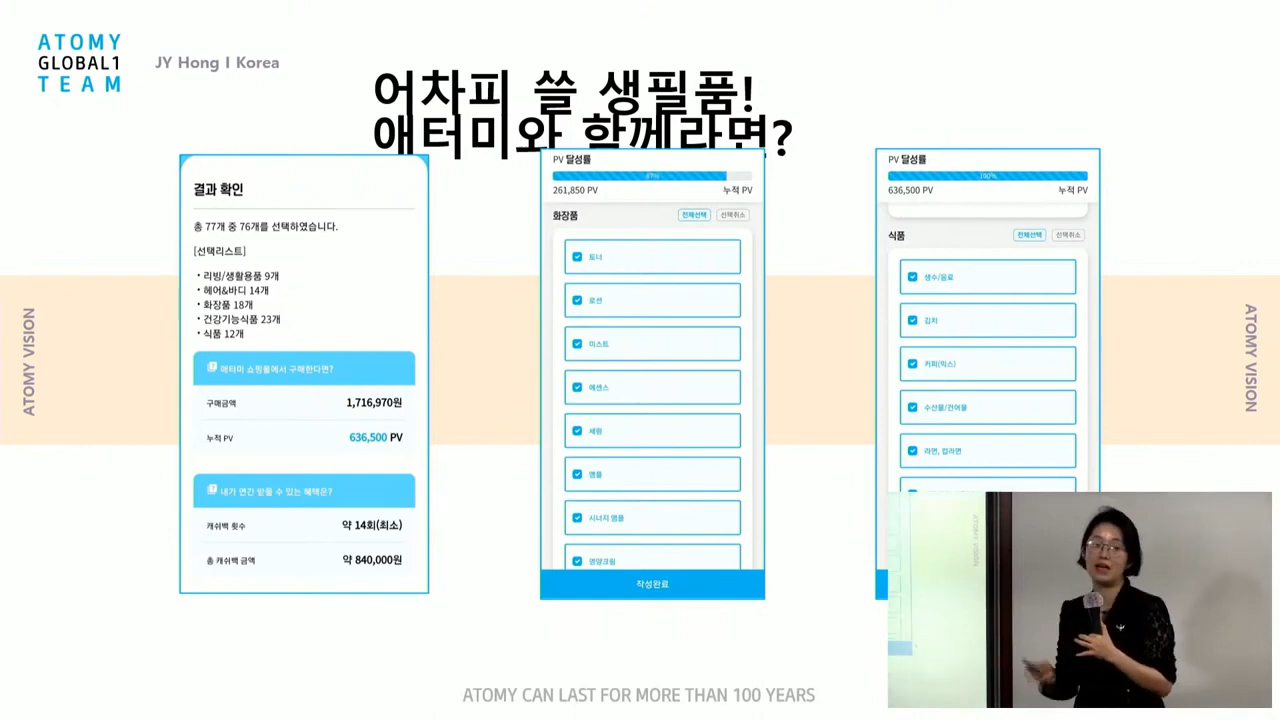 ATOMY
GLOBAL1
TEAM
JY Hong I Korea
어차피 쓸 생필품!
애터미와 함께라면?
결과 확인
총 77개 중 76개를 선택하였습니다.
[선택리스트]
• 리빙/생활용품 9개
• 헤어&바디 14개
• 화장품 18개
• 건강기능식품 23개
• 식품 12개
애터미 쇼핑몰에서 구매한다면?
구매금액 1,716,970원
누적 PV 636,500 PV
내가 연간 받을 수 있는 혜택은?
캐쉬백 횟수 약 14회(최소)
총 캐쉬백 금액 약 840,000원
PV 달성률
87%
261,850 PV 누적 PV
화장품 전체선택 선택취소
토너
로션
미스트
에센스
세럼
앰플
시너지 앰플
영양크림
작성완료
PV 달성률
100%
636,500 PV 누적 PV
식품 전체선택 선택취소
생수/음료
김치
커피(믹스)
수산물/건어물
라면, 컵라면
ATOMY VISION
ATOMY VISION
ATOMY VISION
ATOMY CAN LAST FOR MORE THAN 100 YEARS